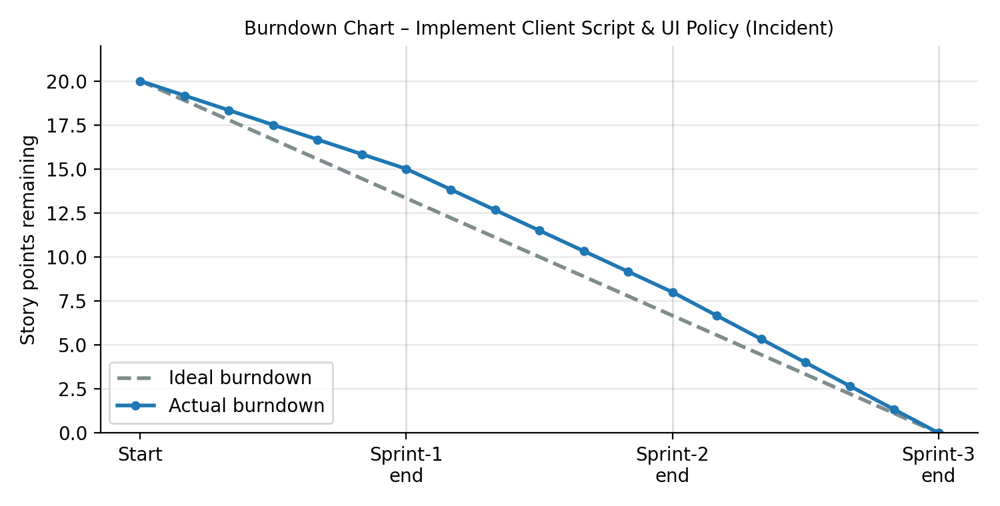 Burndown Chart – Implement Client Script & UI Policy (Incident)
Story points remaining
20.0
17.5
15.0
12.5
10.0
7.5
5.0
2.5
0.0
Ideal burndown
Actual burndown
Start
Sprint-1
end
Sprint-2
end
Sprint-3
end